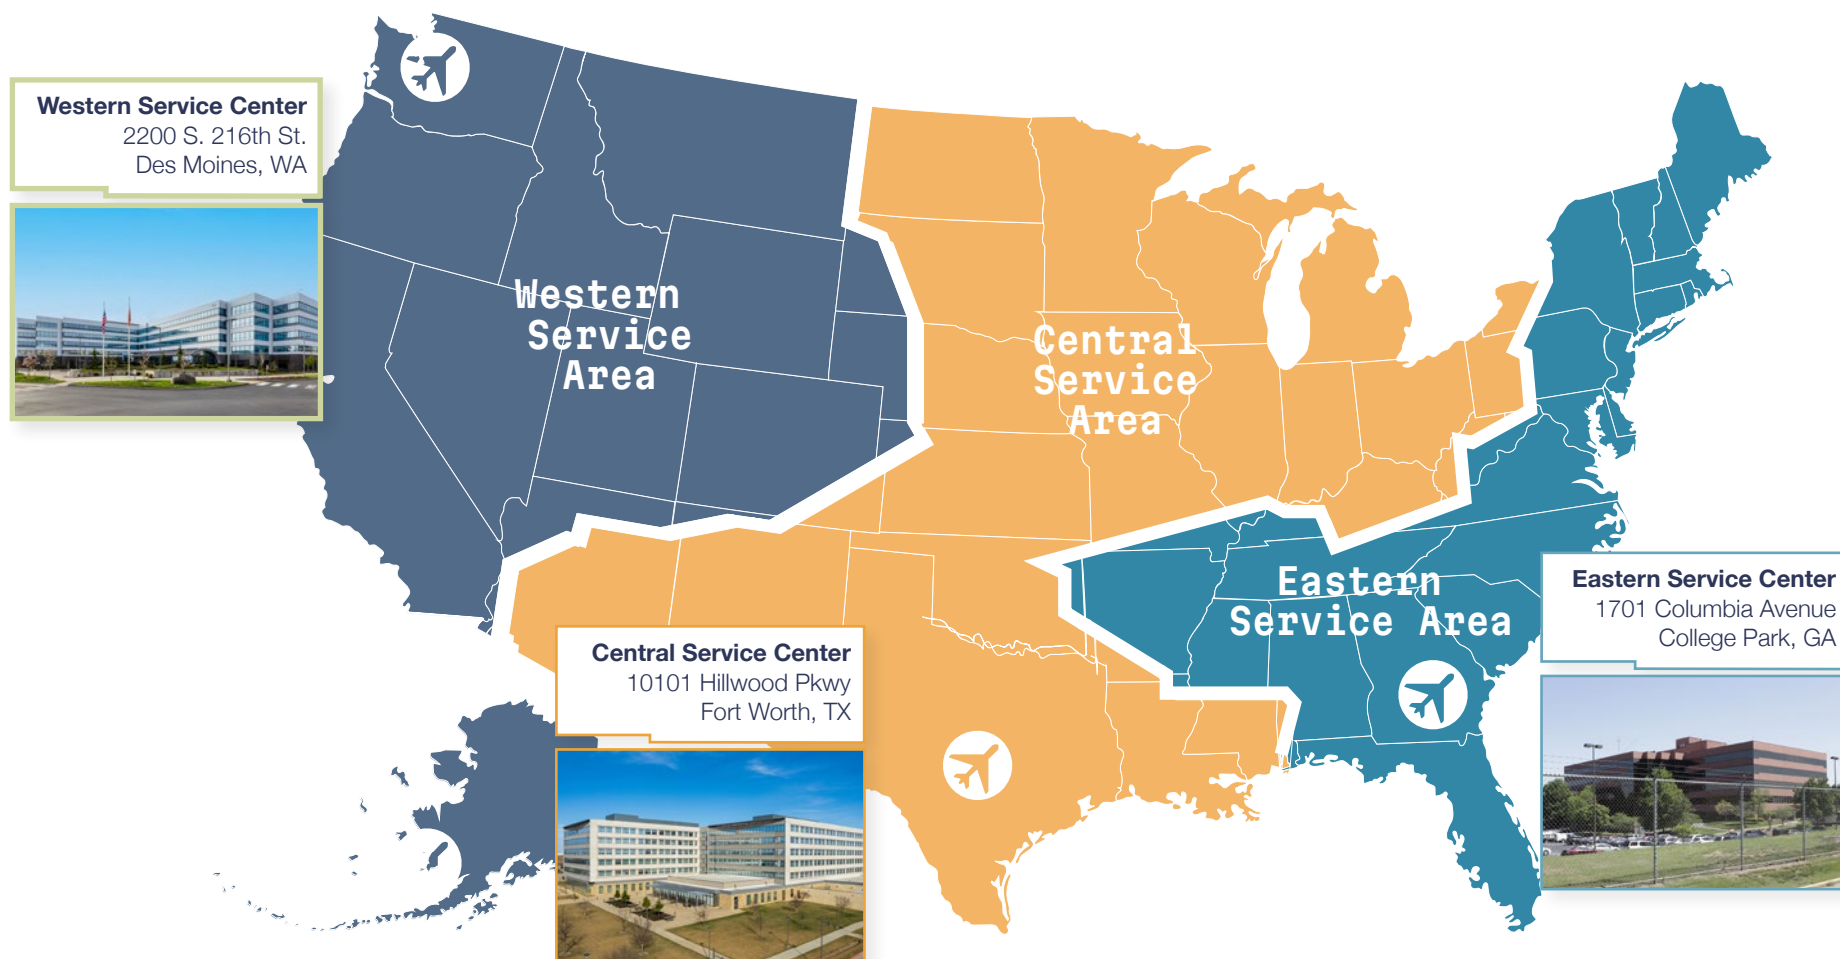 Western Service Center
2200 S. 216th St.
Des Moines, WA
Western
Service
Area
Central
Service
Area
Eastern
Service Area
Central Service Center
10101 Hillwood Pkwy
Fort Worth, TX
Eastern Service Center
1701 Columbia Avenue
College Park, GA